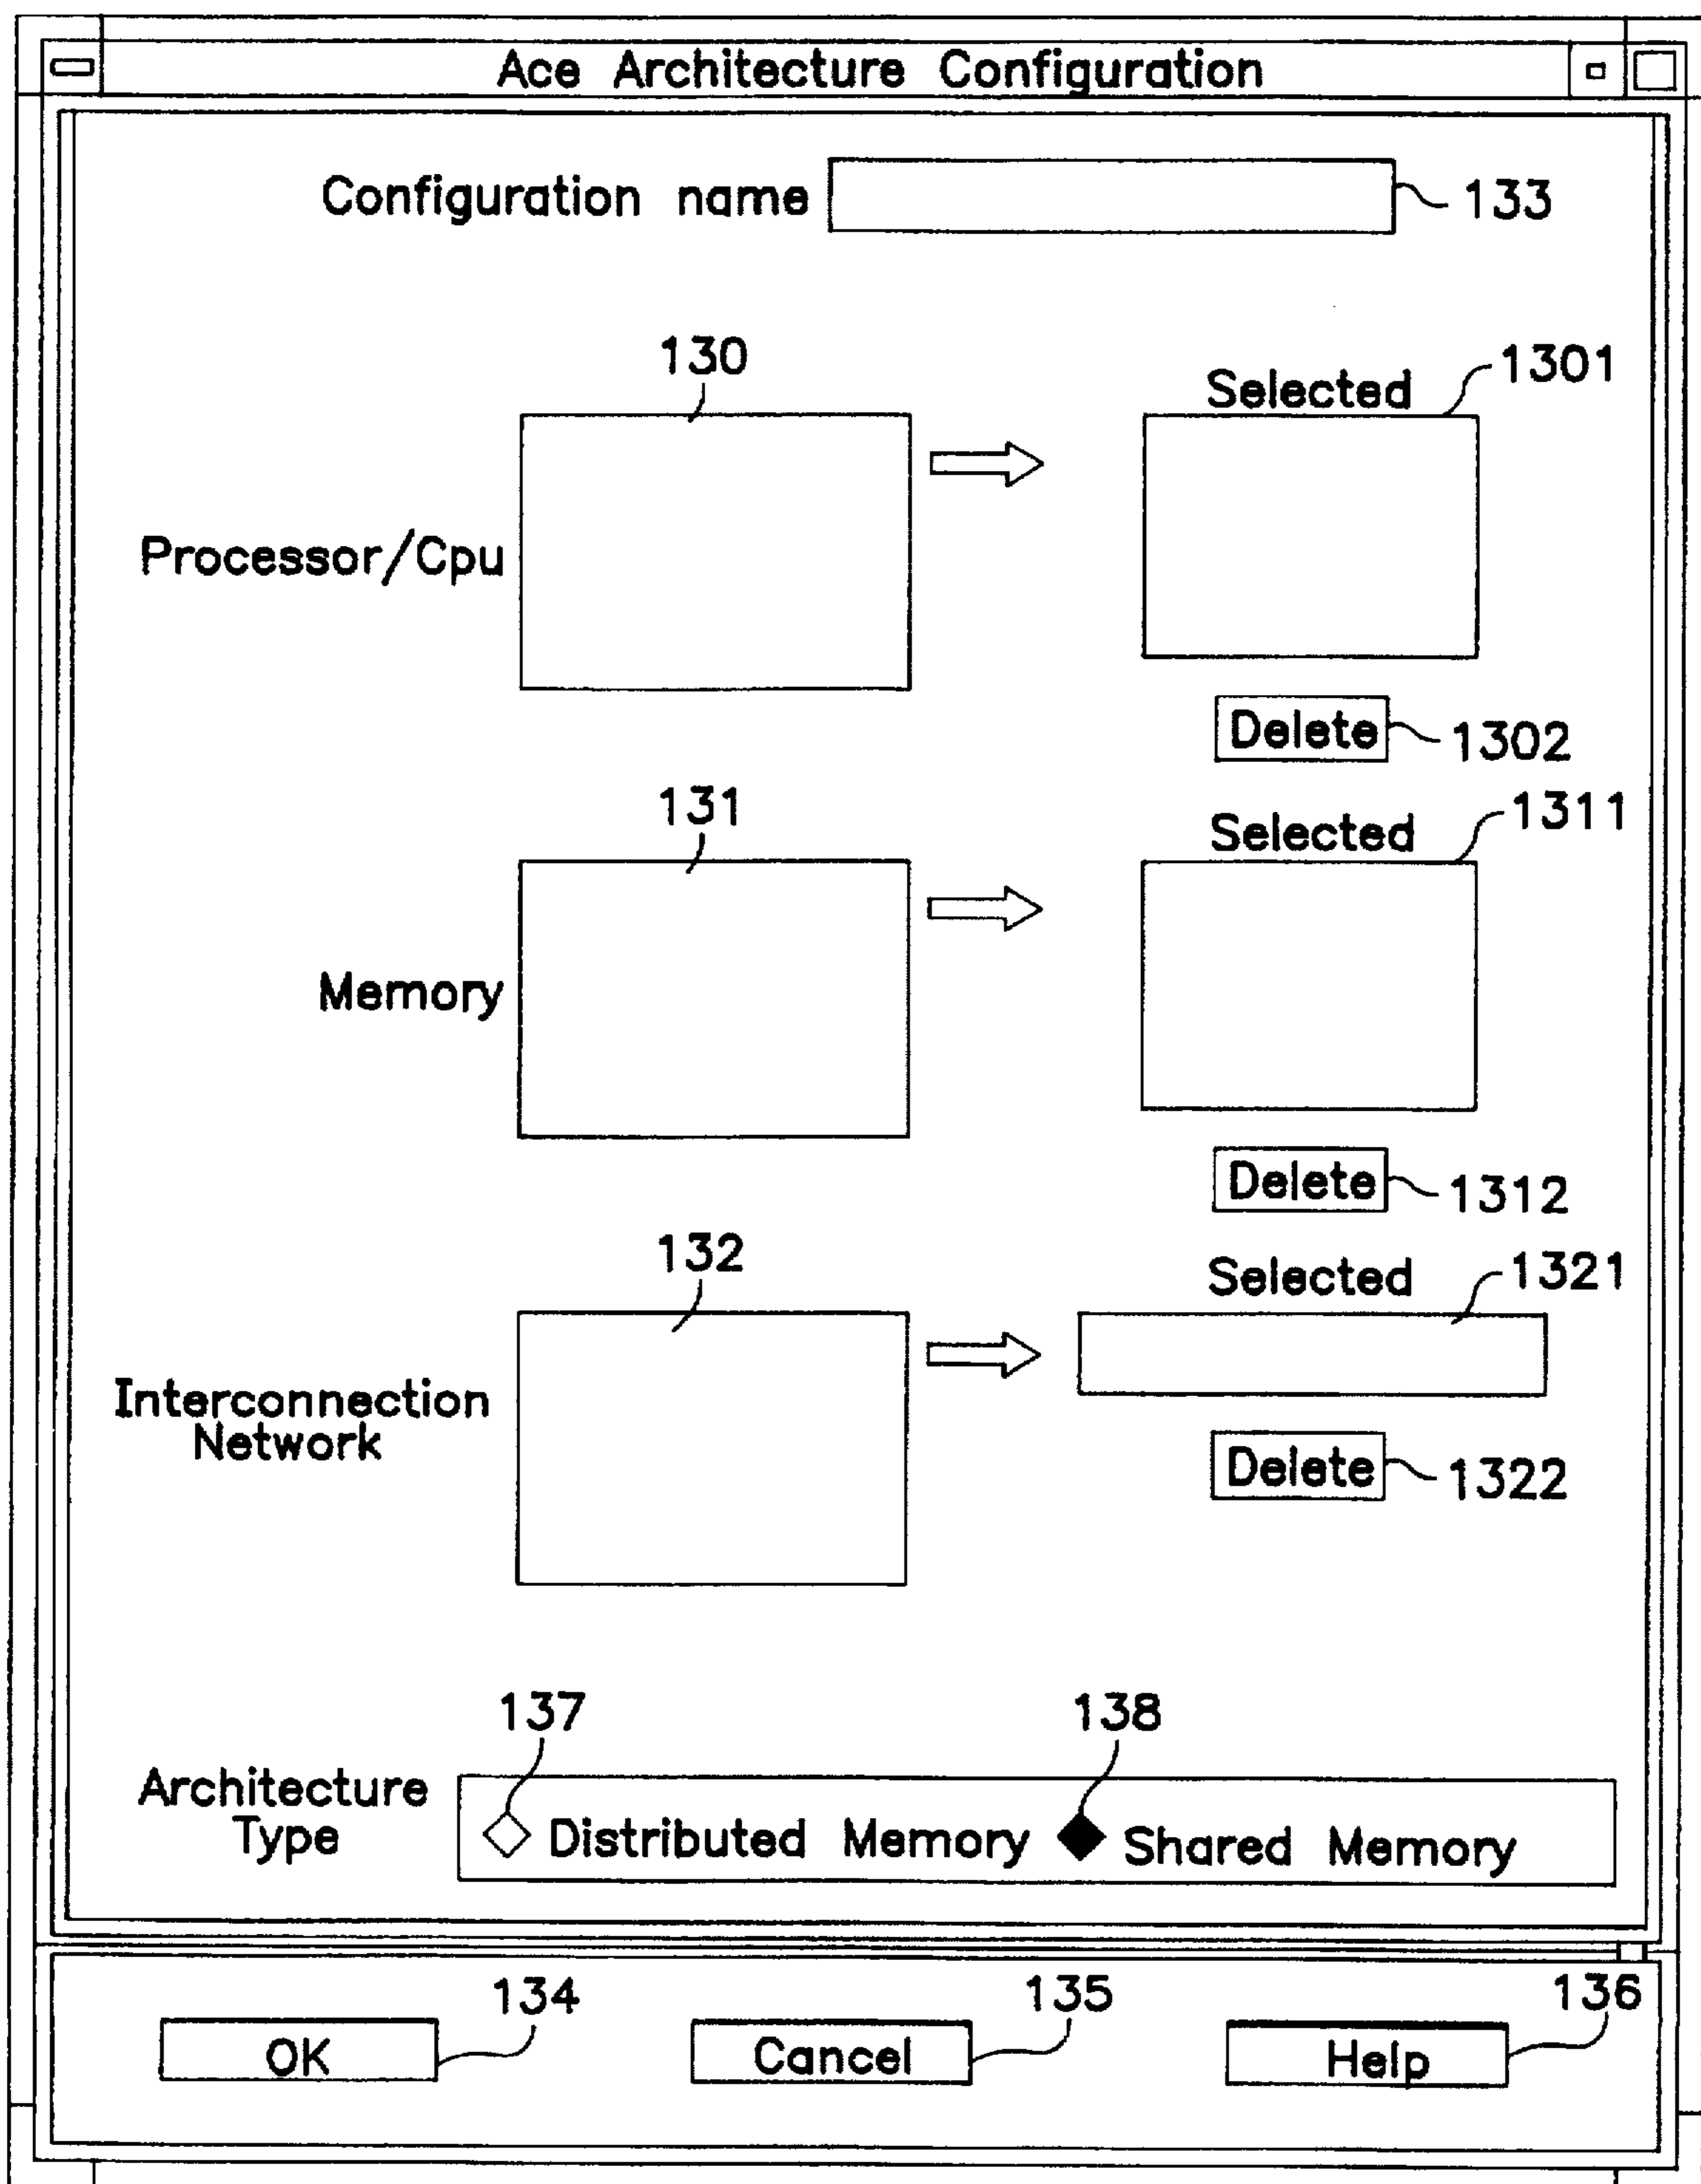 Ace Architecture Configuration
Configuration name
133
130
Selected
1301
Processor/Cpu
Delete
1302
131
Selected
1311
Memory
Delete
1312
132
Selected
1321
Interconnection
Network
Delete
1322
137
138
Architecture
Type
Distributed Memory
Shared Memory
134
135
136
OK
Cancel
Help